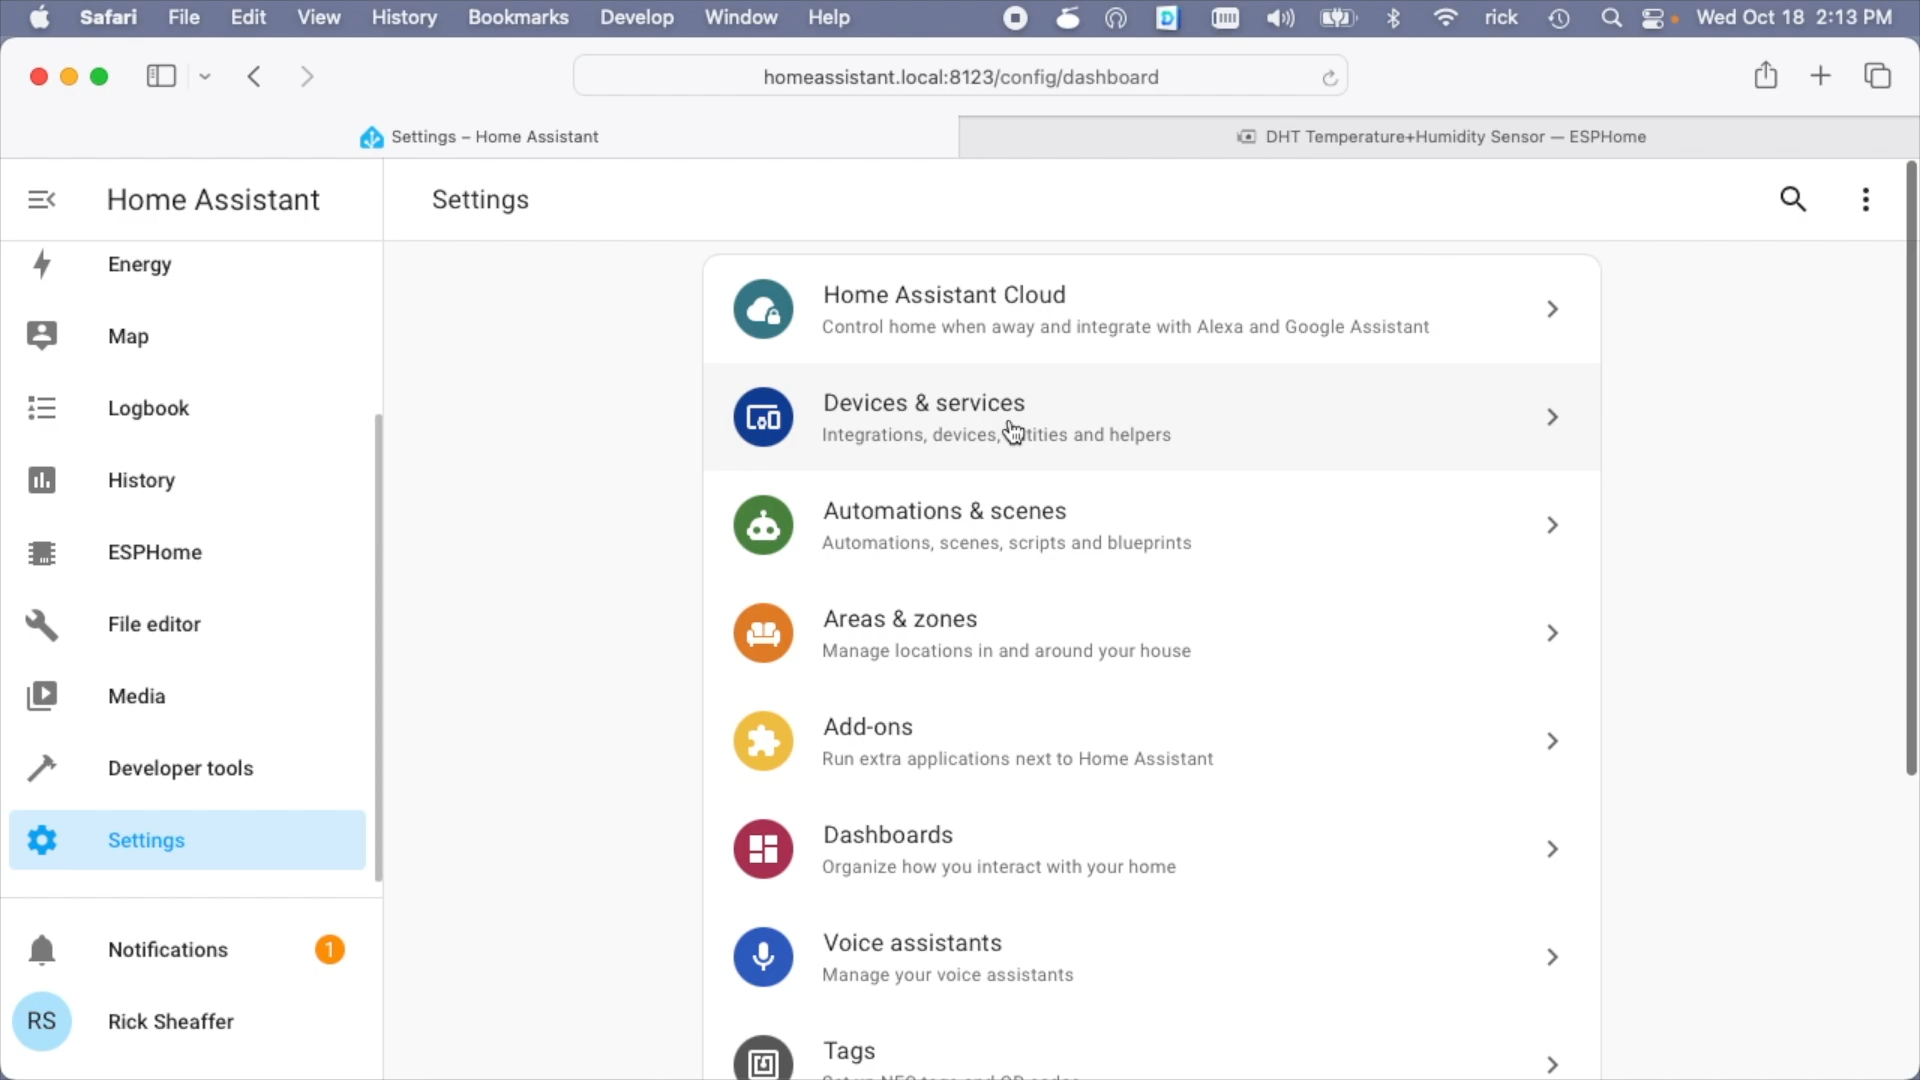 Safari File Edit View History Bookmarks Develop Window Help rick Wed Oct 18 2:13 PM
homeassistant.local:8123/config/dashboard
Settings – Home Assistant
DHT Temperature+Humidity Sensor — ESPHome
Home Assistant
Settings
Energy
Map
Logbook
History
ESPHome
File editor
Media
Developer tools
Settings
Notifications 1
RS Rick Sheaffer
Home Assistant Cloud
Control home when away and integrate with Alexa and Google Assistant
Devices & services
Integrations, devices, and helpers
Automations & scenes
Automations, scenes, scripts and blueprints
Areas & zones
Manage locations in and around your house
Add-ons
Run extra applications next to Home Assistant
Dashboards
Organize how you interact with your home
Voice assistants
Manage your voice assistants
Tags